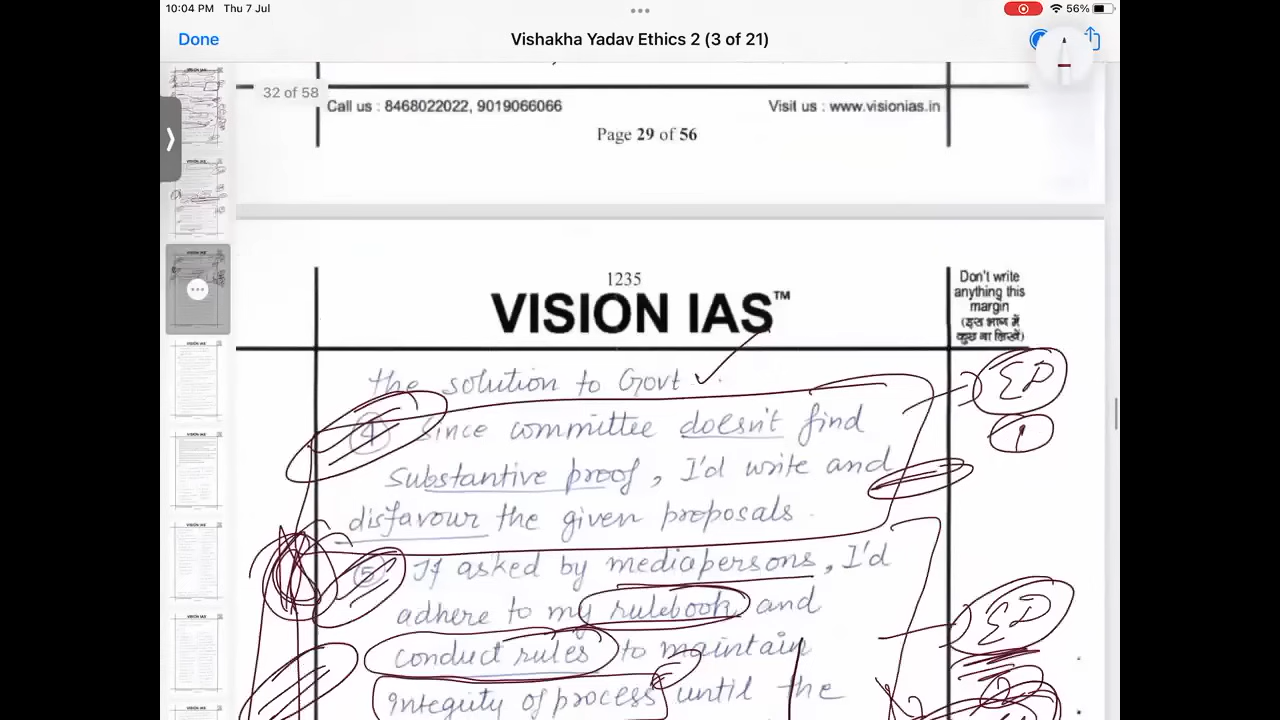 10:04 PM Thu 7 Jul
56%
Done
Vishakha Yadav Ethics 2 (3 of 21)
32 of 58
Call us : 8468022022, 9019066066
Visit us : www.visionias.in
Page 29 of 56
1235
VISION IAS™
Don't write
anything this
margin
(इस भाग में
कुछ ना लिखें)
the solution to Govt.
④ Since committee doesn't find
substantive proof, I'd write and
disfavour the given proposals.
⑤ If asked by mediapersons, I'd
adhere to my rulebook and
conduct rules to maintain
integrity of process until the